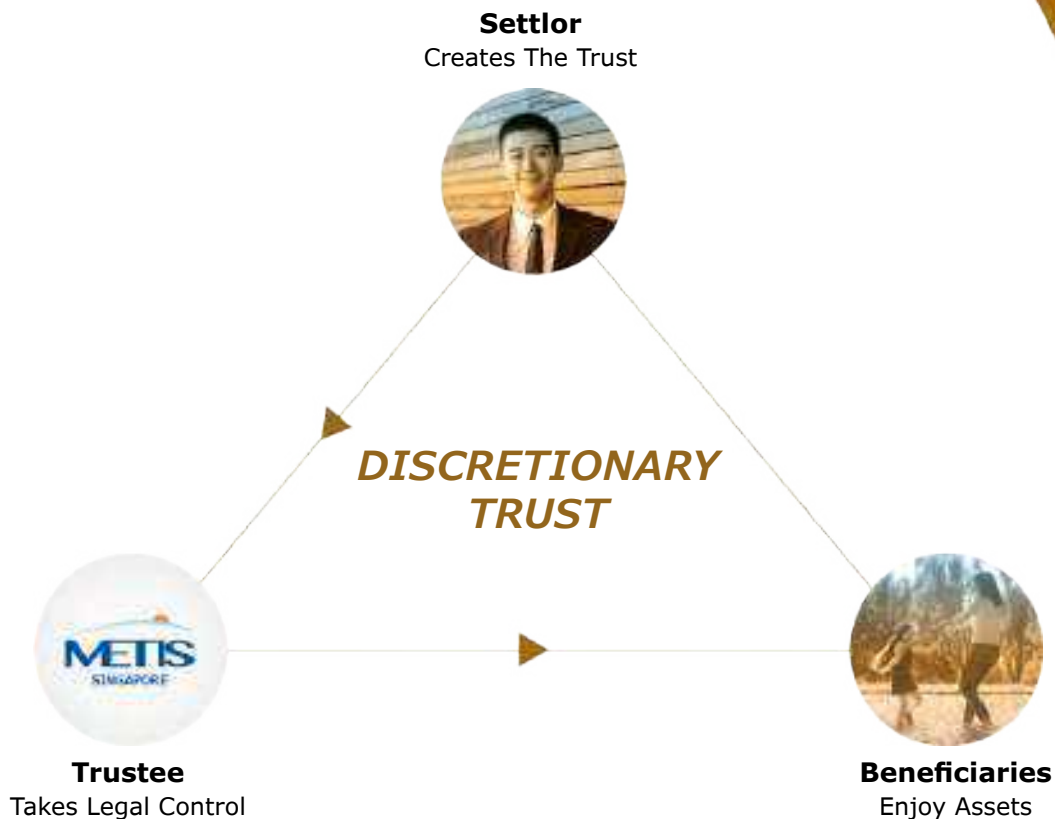 Settlor
Creates The Trust
DISCRETIONARY
TRUST
METIS
SINGAPORE
Trustee
Takes Legal Control
Beneficiaries
Enjoy Assets